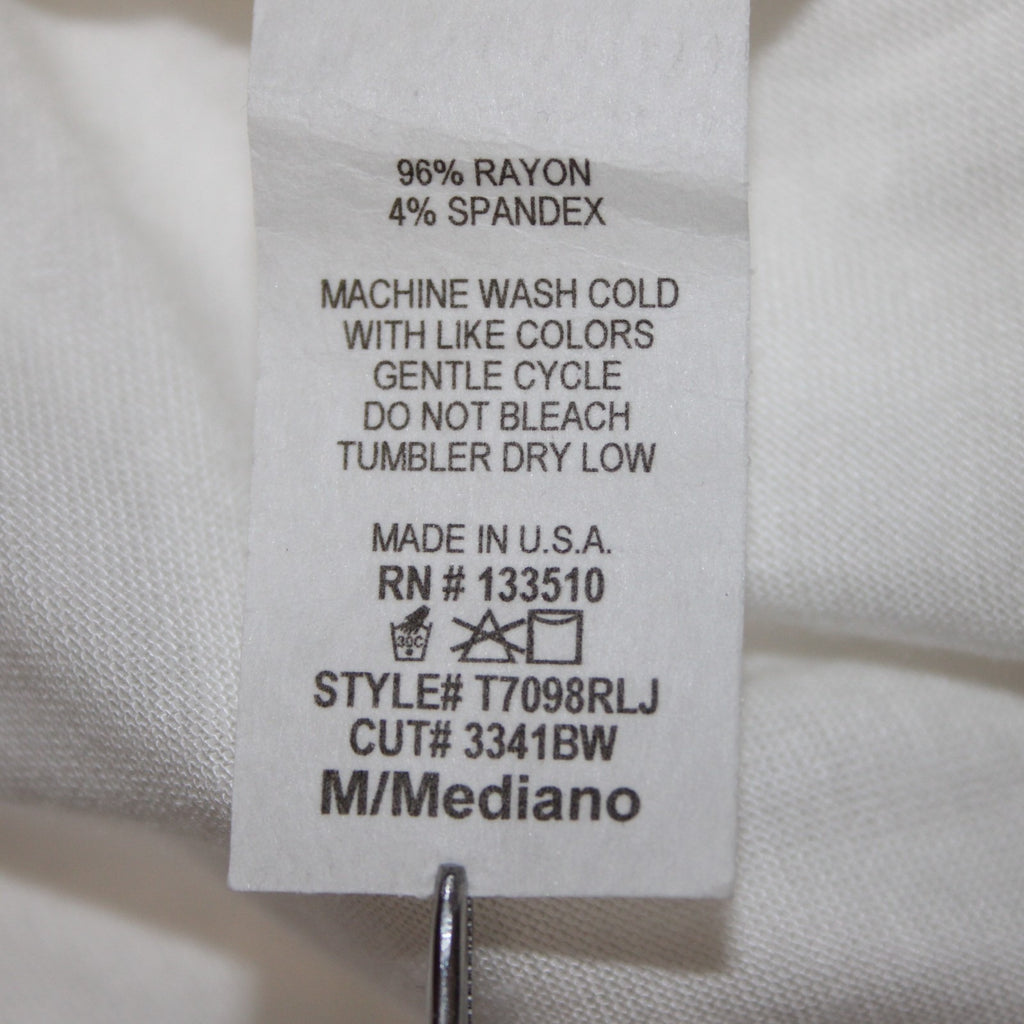 96% RAYON
4% SPANDEX
MACHINE WASH COLD
WITH LIKE COLORS
GENTLE CYCLE
DO NOT BLEACH
TUMBLER DRY LOW
MADE IN U.S.A.
RN # 133510
30C
STYLE# T7098RLJ
CUT# 3341BW
M/Mediano